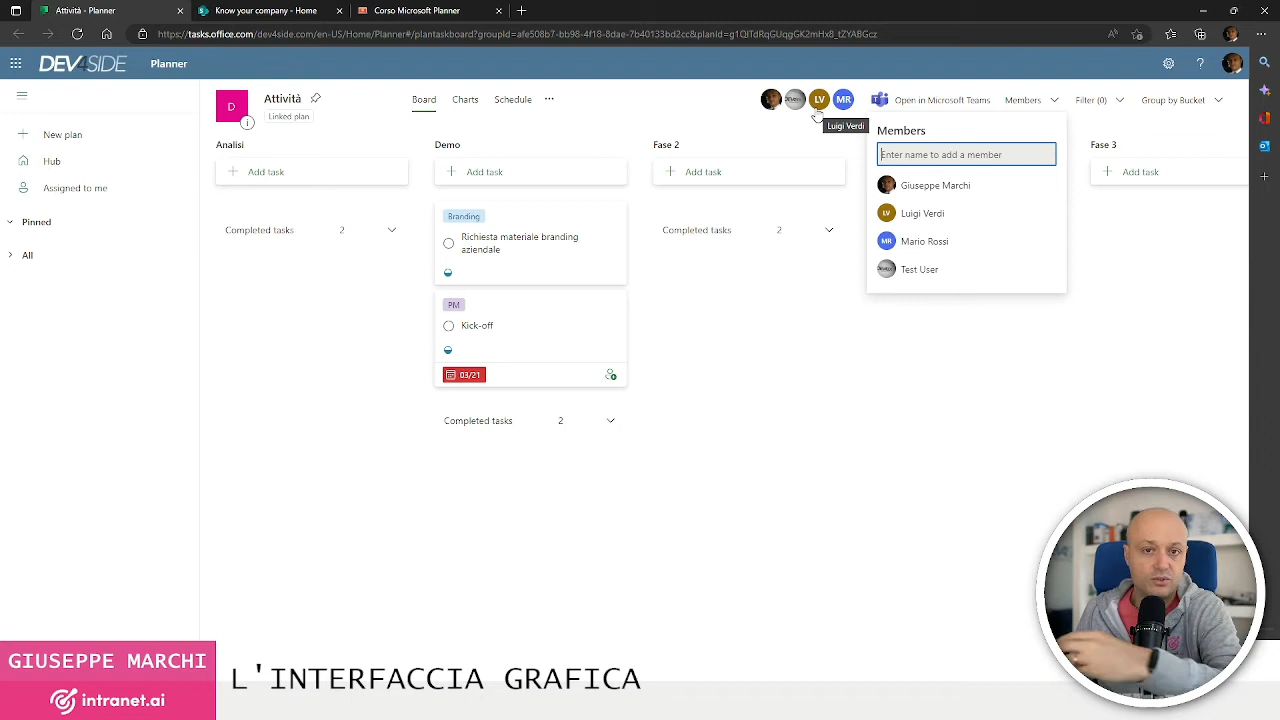 Attività - Planner
Know your company - Home
Corso Microsoft Planner
https://tasks.office.com/dev4side.com/en-US/Home/Planner#/plantaskboard?groupId=afe508b7-bb98-4f18-8dae-7b40133bd2cc&planId=g1QITdRqGUqgGK2mHx8_tZYABGcz
DEV4SIDE
Planner
?
New plan
Hub
Assigned to me
Pinned
All
D
Attività
Linked plan
Board
Charts
Schedule
LV
MR
Open in Microsoft Teams
Members
Filter (0)
Group by Bucket
Luigi Verdi
Analisi
Add task
Completed tasks 2
Demo
Add task
Branding
Richiesta materiale branding
aziendale
PM
Kick-off
03/21
Completed tasks 2
Fase 2
Add task
Completed tasks 2
Members
Enter name to add a member
Giuseppe Marchi
LV Luigi Verdi
MR Mario Rossi
Test User
Fase 3
Add task
GIUSEPPE MARCHI
intranet.ai
L'INTERFACCIA GRAFICA